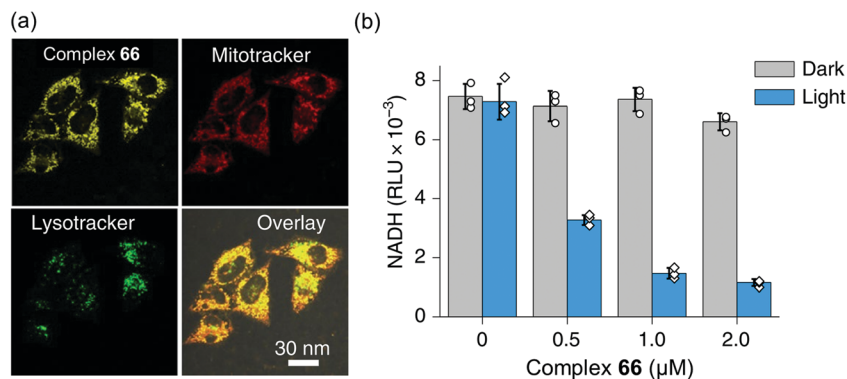 (a)
Complex 66
Mitotracker
Lysotracker
Overlay
30 nm
(b)
NADH (RLU × 10⁻³)
8
6
4
2
0
Dark
Light
0 0.5 1.0 2.0
Complex 66 (μM)